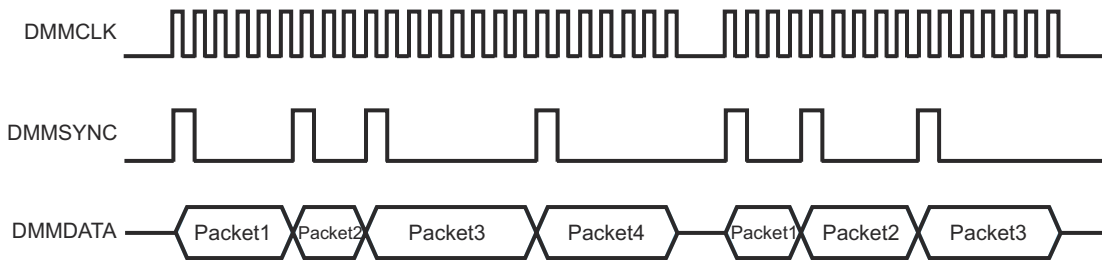 DMMCLK
DMMSYNC
DMMDATA
Packet1
Packet2
Packet3
Packet4
Packet1
Packet2
Packet3